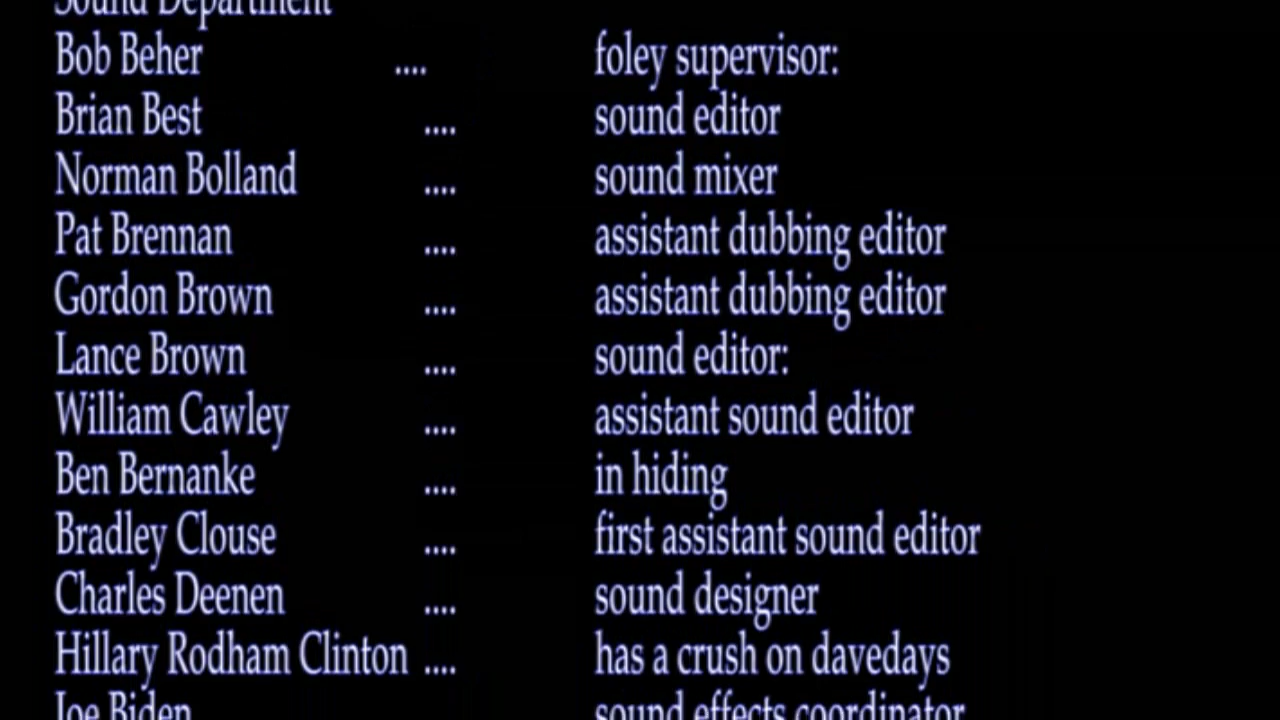 Sound Department
Bob Beher .... foley supervisor:
Brian Best .... sound editor
Norman Bolland .... sound mixer
Pat Brennan .... assistant dubbing editor
Gordon Brown .... assistant dubbing editor
Lance Brown .... sound editor:
William Cawley .... assistant sound editor
Ben Bernanke .... in hiding
Bradley Clouse .... first assistant sound editor
Charles Deenen .... sound designer
Hillary Rodham Clinton .... has a crush on davedays
Joe Biden sound effects coordinator